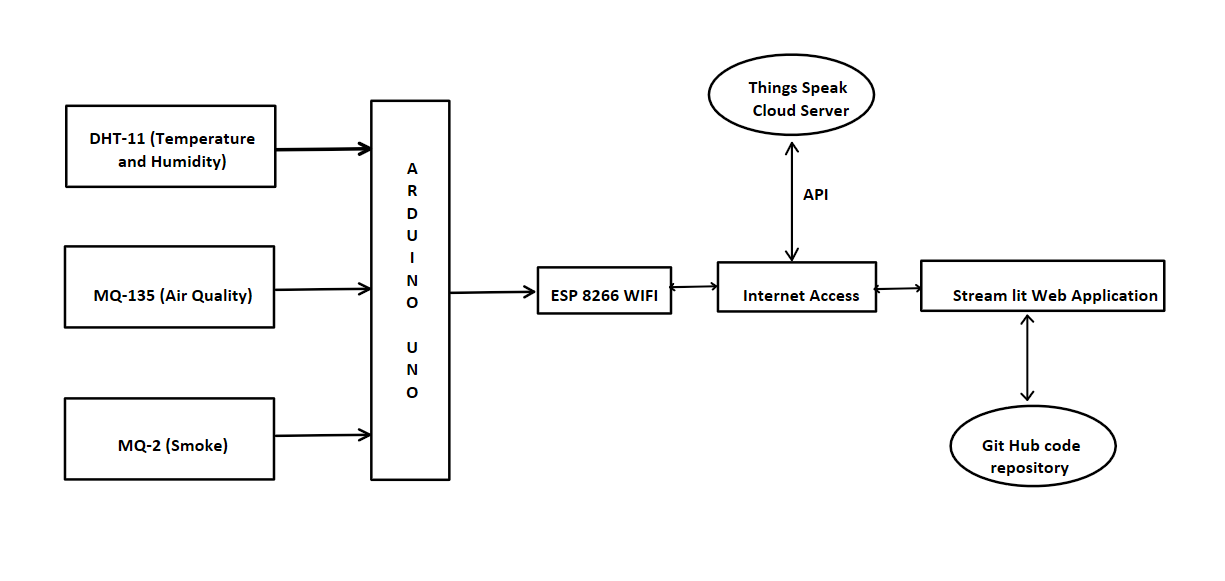 Things Speak
Cloud Server
DHT-11 (Temperature
and Humidity)
A
R
D
U
I
N
O
U
N
O
API
MQ-135 (Air Quality)
ESP 8266 WIFI
Internet Access
Stream lit Web Application
MQ-2 (Smoke)
Git Hub code
repository